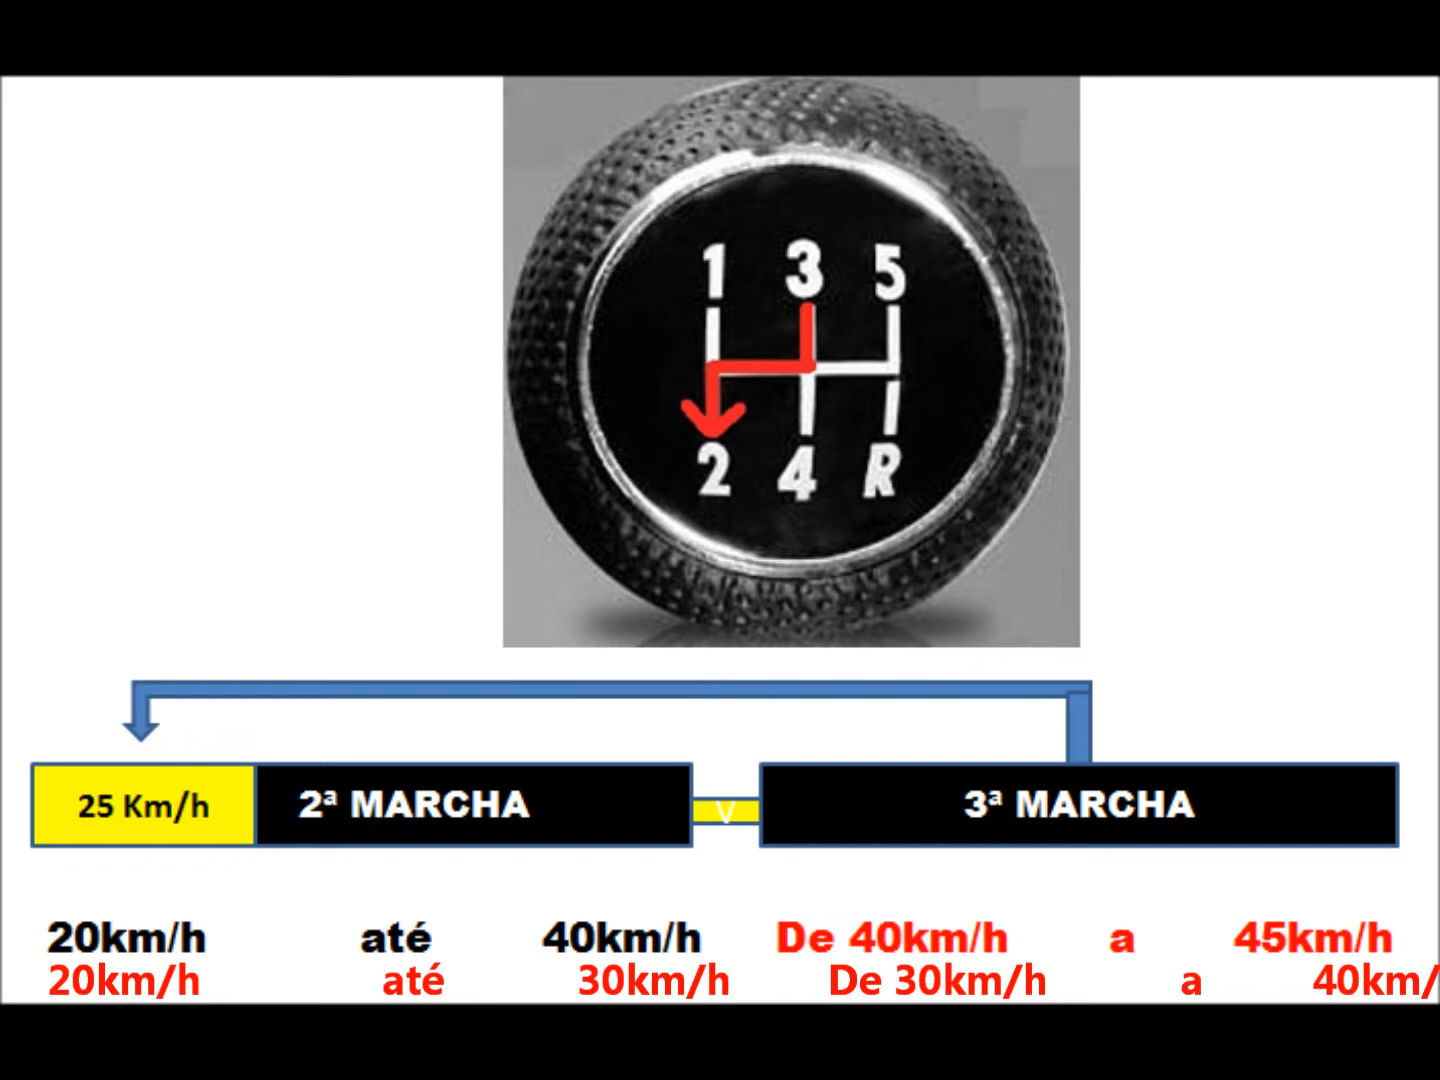 1 3 5
2 4 R
25 Km/h 2ª MARCHA V 3ª MARCHA
20km/h até 40km/h De 40km/h a 45km/h
20km/h até 30km/h De 30km/h a 40km/